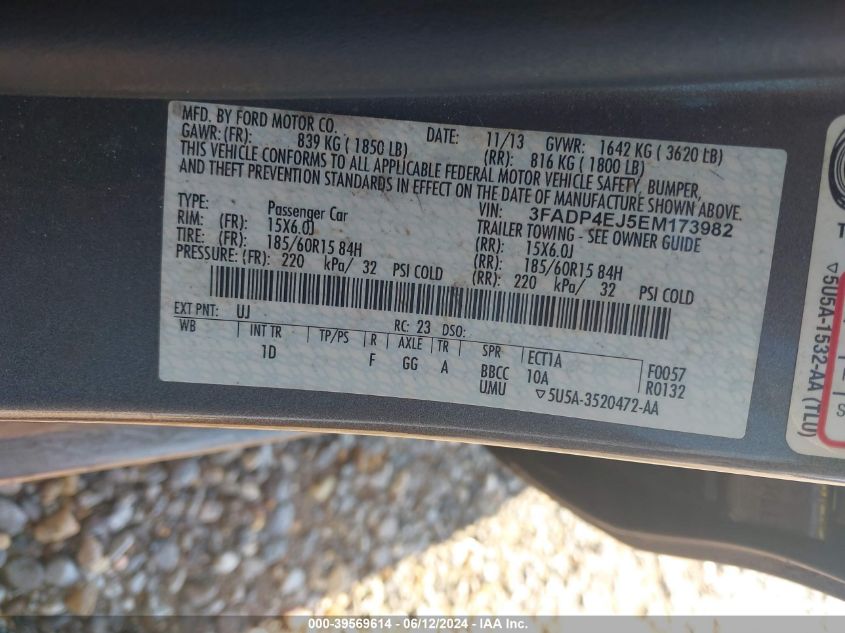 MFD. BY FORD MOTOR CO. DATE: 11/13 GVWR: 1642 KG ( 3620 LB)
GAWR: (FR): 839 KG ( 1850 LB) (RR): 816 KG ( 1800 LB)
THIS VEHICLE CONFORMS TO ALL APPLICABLE FEDERAL MOTOR VEHICLE SAFETY, BUMPER,
AND THEFT PREVENTION STANDARDS IN EFFECT ON THE DATE OF MANUFACTURE SHOWN ABOVE.
TYPE: Passenger Car VIN: 3FADP4EJ5EM173982
TRAILER TOWING - SEE OWNER GUIDE
RIM: (FR): 15X6.0J (RR): 15X6.0J
TIRE: (FR): 185/60R15 84H (RR): 185/60R15 84H
PRESSURE: (FR): 220 kPa/ 32 PSI COLD (RR): 220 kPa/ 32 PSI COLD
EXT PNT: UJ RC: 23 DSO:
WB INT TR TP/PS R AXLE TR SPR ECT1A F0057
1D F GG A BBCC 10A R0132
UMU ▽5U5A-3520472-AA
▽5U5A-1532-AA (TLU)
000-39569614 - 06/12/2024 - IAA Inc.